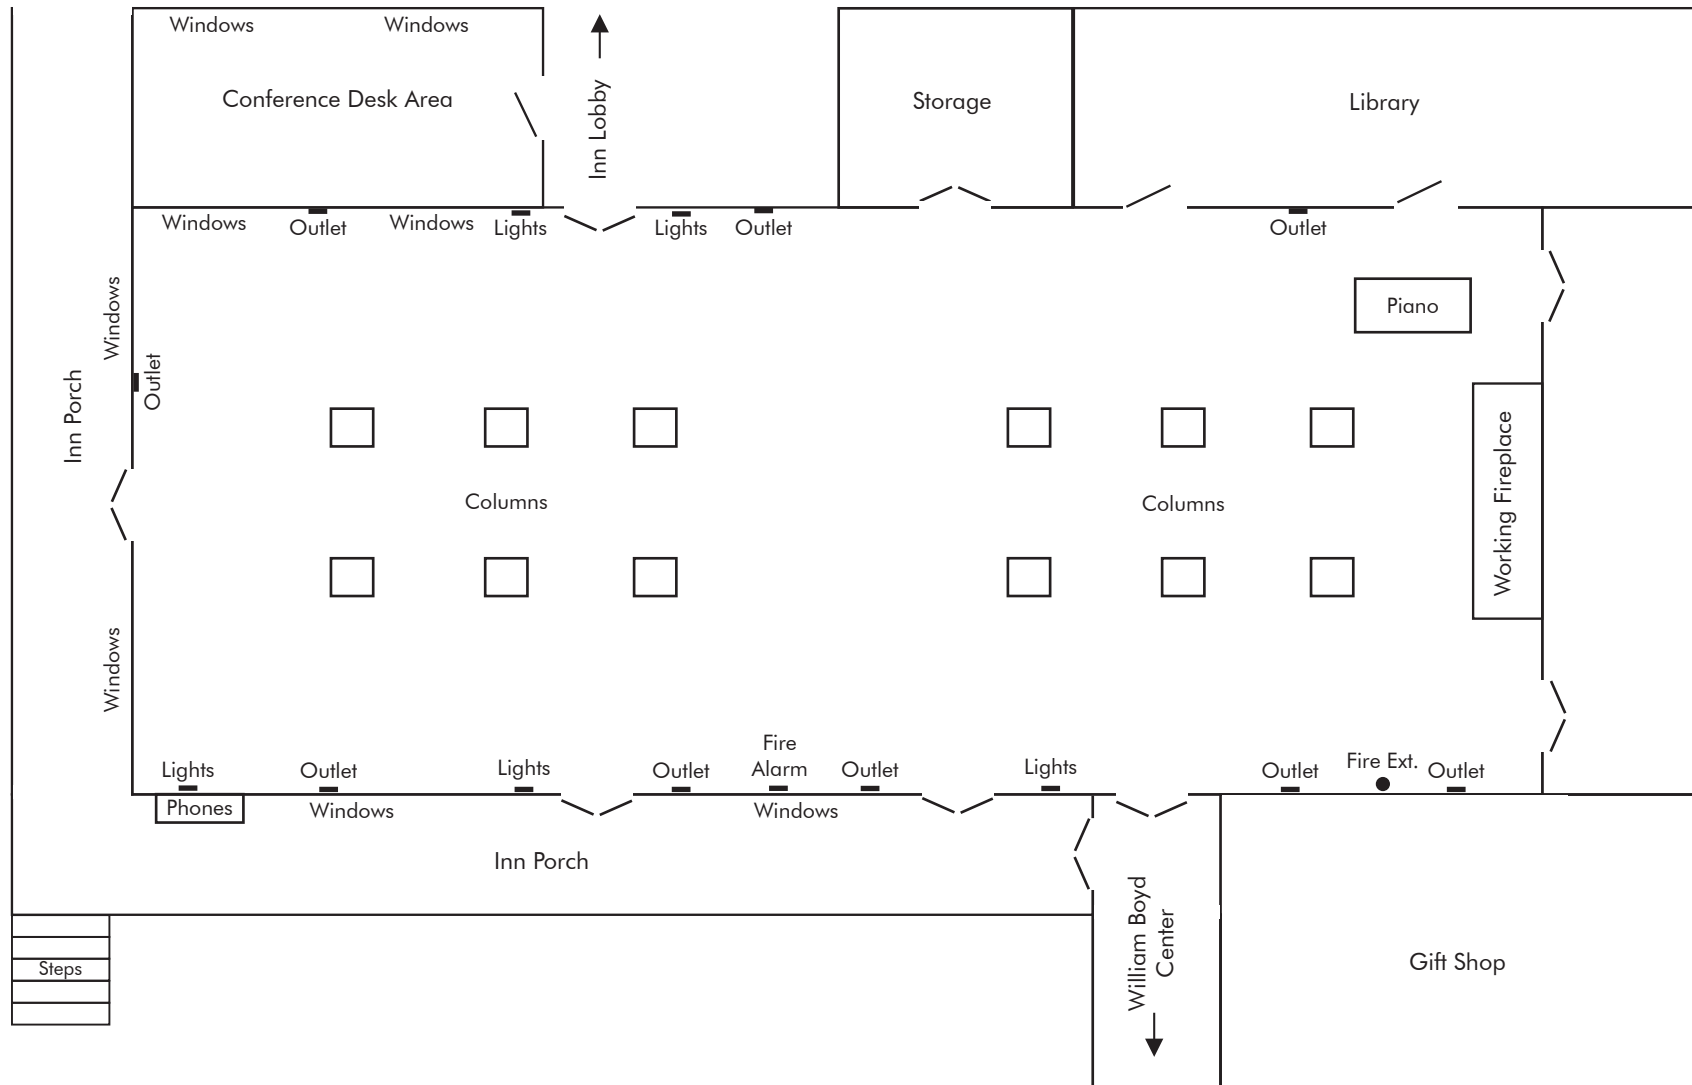 Windows
Windows
Conference Desk Area
Inn Lobby
Storage
Library
Windows
Outlet
Windows
Lights
Lights
Outlet
Outlet
Windows
Outlet
Inn Porch
Piano
Columns
Columns
Working Fireplace
Windows
Lights
Outlet
Lights
Outlet
Fire
Alarm
Outlet
Lights
Outlet
Fire Ext.
Outlet
Phones
Windows
Windows
Inn Porch
William Boyd
Center
Gift Shop
Steps